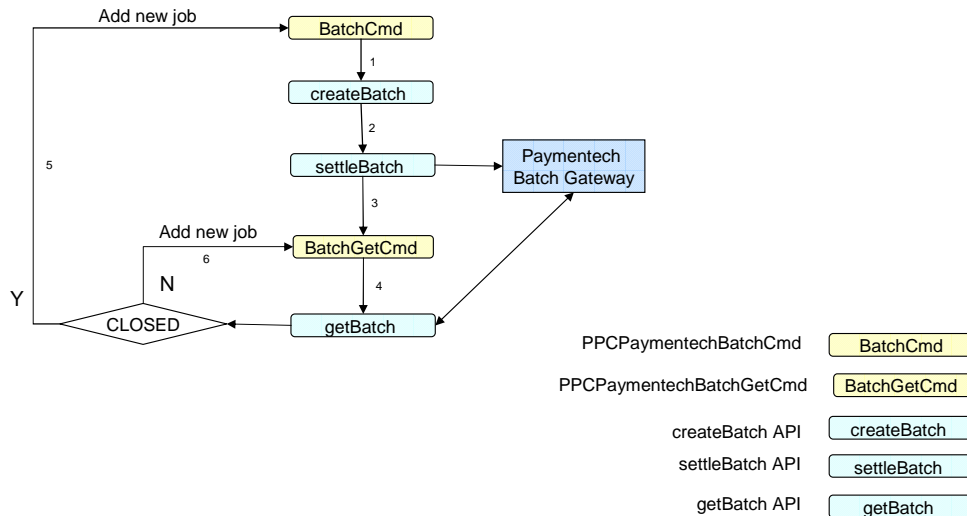 Add new job
BatchCmd
1
createBatch
2
5
settleBatch
Paymentech
Batch Gateway
3
Add new job
6
BatchGetCmd
N
4
Y
CLOSED
getBatch
PPCPaymentechBatchCmd
BatchCmd
PPCPaymentechBatchGetCmd
BatchGetCmd
createBatch API
createBatch
settleBatch API
settleBatch
getBatch API
getBatch